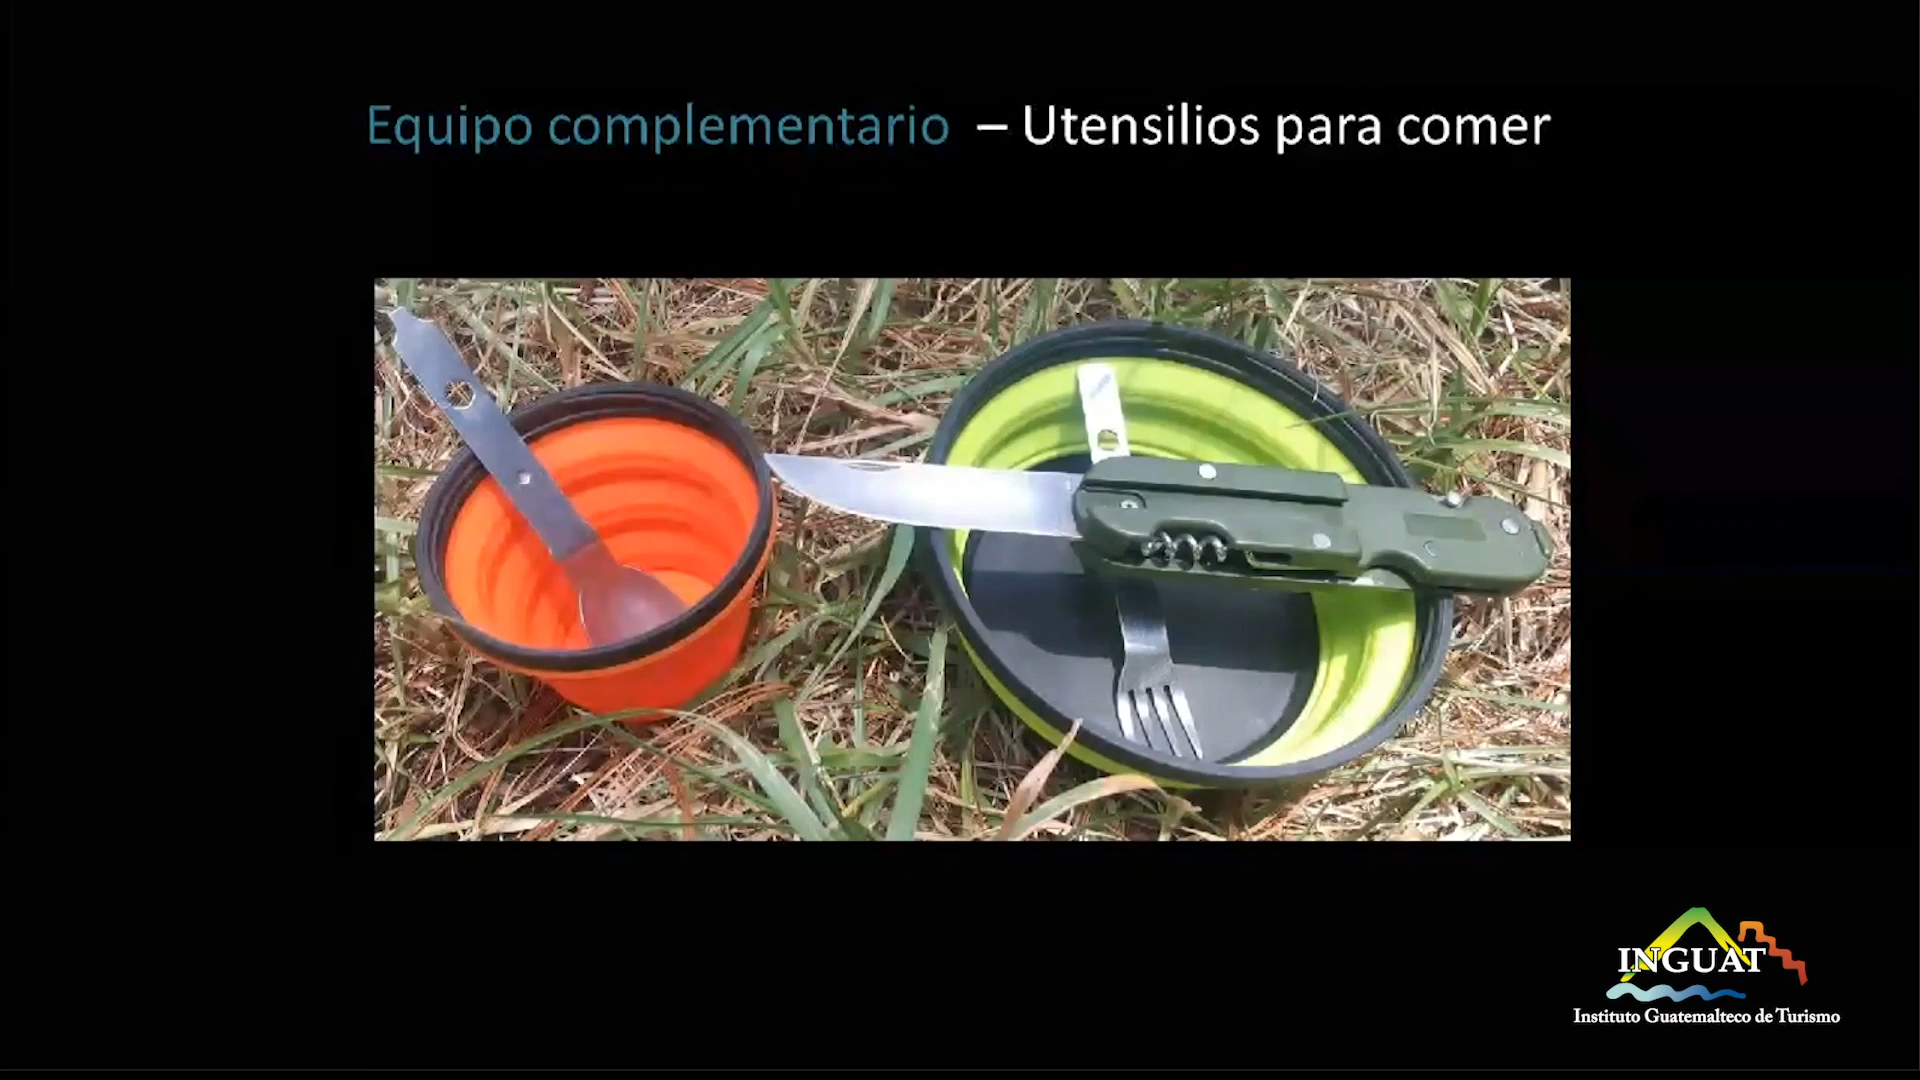 Equipo complementario – Utensilios para comer
INGUAT
Instituto Guatemalteco de Turismo